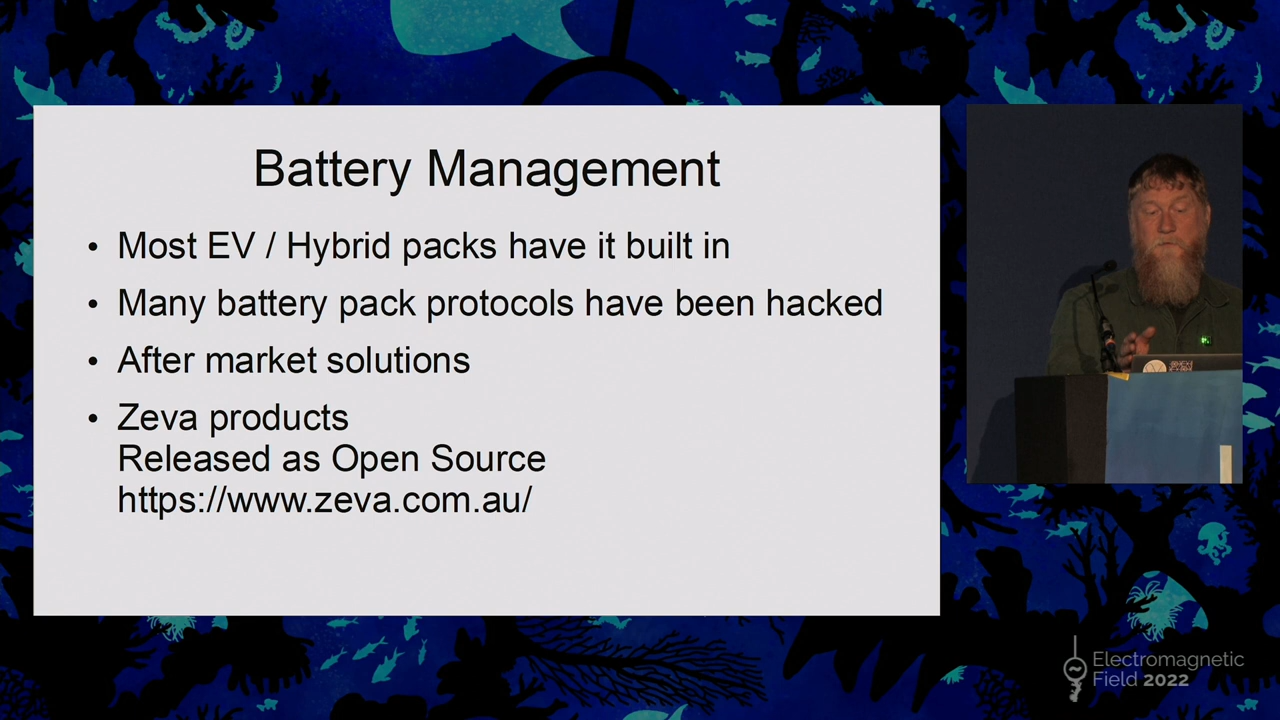 Battery Management
• Most EV / Hybrid packs have it built in
• Many battery pack protocols have been hacked
• After market solutions
• Zeva products
Released as Open Source
https://www.zeva.com.au/
Electromagnetic
Field 2022